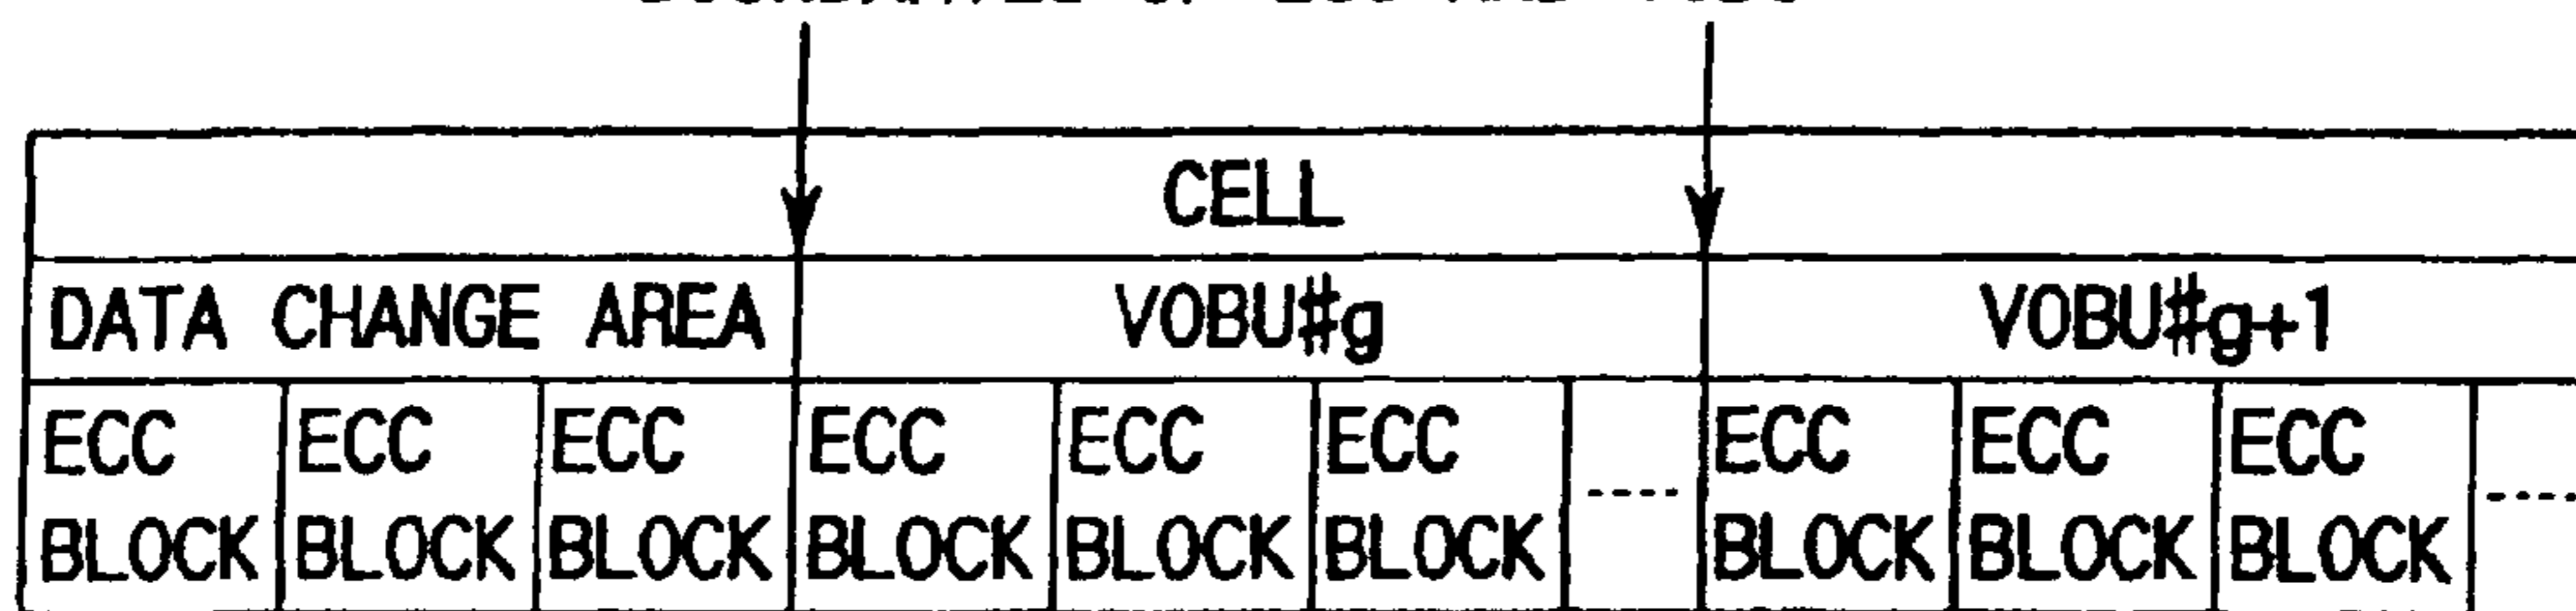 CELL
DATA CHANGE AREA VOBU#g VOBU#g+1
ECC ECC ECC ECC ECC ECC ECC ECC ECC
BLOCK BLOCK BLOCK BLOCK BLOCK BLOCK ----- BLOCK BLOCK BLOCK ----